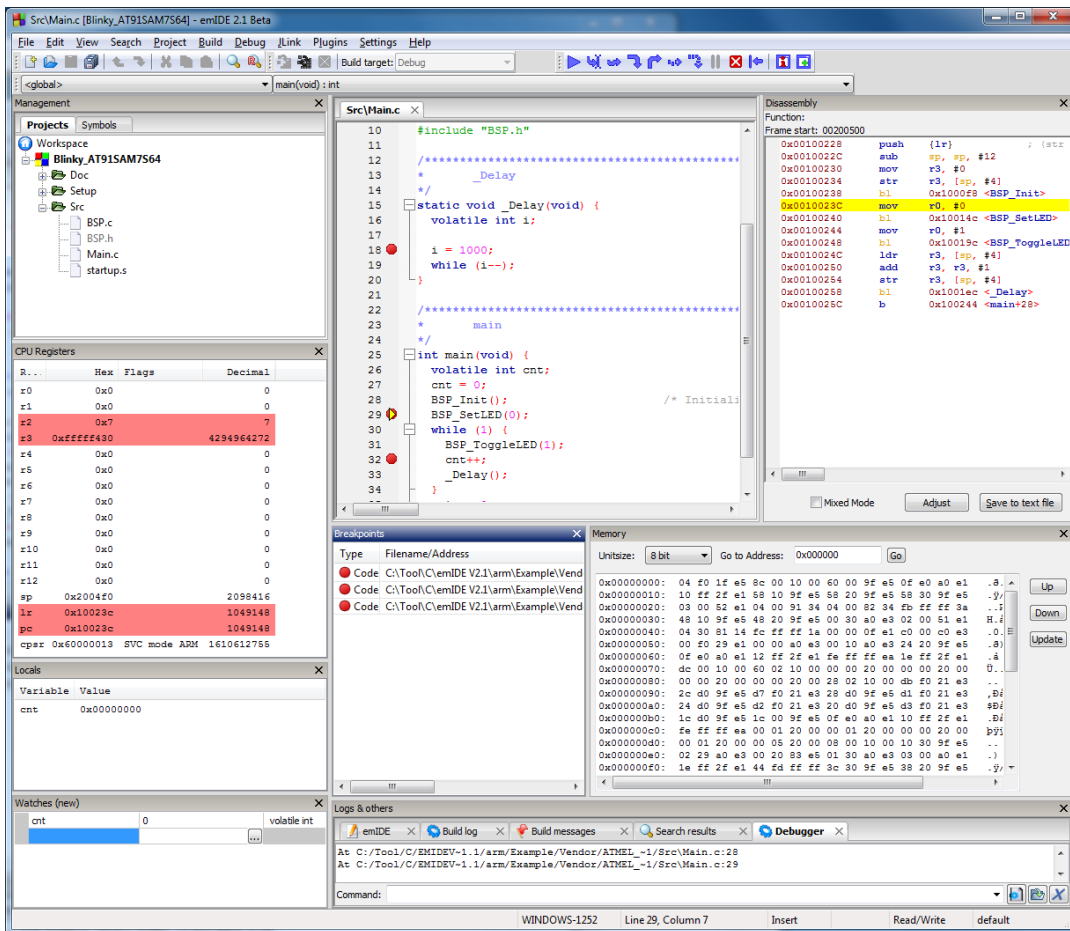 Src\Main.c [Blinky_AT91SAM7S64] - emIDE 2.1 Beta
File Edit View Search Project Build Debug JLink Plugins Settings Help
Build target: Debug
<global> main(void) : int
Management
Projects Symbols
Workspace
Blinky_AT91SAM7S64
Doc
Setup
Src
BSP.c
BSP.h
Main.c
startup.s
CPU Registers
R... Hex Flags Decimal
r0 0x0 0
r1 0x0 0
r2 0x7 7
r3 0xfffff430 4294964272
r4 0x0 0
r5 0x0 0
r6 0x0 0
r7 0x0 0
r8 0x0 0
r9 0x0 0
r10 0x0 0
r11 0x0 0
r12 0x0 0
sp 0x2004f0 2098416
lr 0x10023c 1049148
pc 0x10023c 1049148
cpsr 0x60000013 SVC mode ARM 1610612755
Locals
Variable Value
cnt 0x00000000
Watches (new)
cnt 0 volatile int
...
Src\Main.c
10 #include "BSP.h"
11
12 /********************************************
13 * _Delay
14 */
15 static void _Delay(void) {
16 volatile int i;
17
18 i = 1000;
19 while (i--);
20 }
21
22 /********************************************
23 * main
24 */
25 int main(void) {
26 volatile int cnt;
27 cnt = 0;
28 BSP_Init(); /* Initiali
29 BSP_SetLED(0);
30 while (1) {
31 BSP_ToggleLED(1);
32 cnt++;
33 _Delay();
34 }
Disassembly
Function:
Frame start: 00200500
0x00100228 push {lr} ; (str
0x0010022C sub sp, sp, #12
0x00100230 mov r3, #0
0x00100234 str r3, [sp, #4]
0x00100238 bl 0x1000f8 <BSP_Init>
0x0010023C mov r0, #0
0x00100240 bl 0x10014c <BSP_SetLED>
0x00100244 mov r0, #1
0x00100248 bl 0x10019c <BSP_ToggleLED
0x0010024C ldr r3, [sp, #4]
0x00100250 add r3, r3, #1
0x00100254 str r3, [sp, #4]
0x00100258 bl 0x1001ec <_Delay>
0x0010025C b 0x100244 <main+28>
Mixed Mode Adjust Save to text file
Breakpoints
Type Filename/Address
Code C:\Tool\C\emIDE V2.1\arm\Example\Vend
Code C:\Tool\C\emIDE V2.1\arm\Example\Vend
Code C:\Tool\C\emIDE V2.1\arm\Example\Vend
Memory
Unitsize: 8 bit Go to Address: 0x000000 Go
0x00000000: 04 f0 1f e5 8c 00 10 00 60 00 9f e5 0f e0 a0 e1
0x00000010: 10 ff 2f e1 58 10 9f e5 58 20 9f e5 58 30 9f e5
0x00000020: 03 00 52 e1 04 00 91 34 04 00 82 34 fb ff ff 3a
0x00000030: 48 10 9f e5 48 20 9f e5 00 30 a0 e3 02 00 51 e1
0x00000040: 04 30 81 14 fc ff ff 1a 00 00 0f e1 c0 00 c0 e3
0x00000050: 00 f0 29 e1 00 00 a0 e3 00 10 a0 e3 24 20 9f e5
0x00000060: 0f e0 a0 e1 12 ff 2f e1 fe ff ff ea 1e ff 2f e1
0x00000070: dc 00 10 00 60 02 10 00 00 00 20 00 00 00 20 00
0x00000080: 00 00 20 00 00 00 20 00 28 02 10 00 db f0 21 e3
0x00000090: 2c d0 9f e5 d7 f0 21 e3 28 d0 9f e5 d1 f0 21 e3
0x000000a0: 24 d0 9f e5 d2 f0 21 e3 20 d0 9f e5 d3 f0 21 e3
0x000000b0: 1c d0 9f e5 1c 00 9f e5 0f e0 a0 e1 10 ff 2f e1
0x000000c0: fe ff ff ea 00 01 20 00 00 01 20 00 00 00 20 00
0x000000d0: 00 01 20 00 00 05 20 00 08 00 10 00 10 30 9f e5
0x000000e0: 02 29 a0 e3 00 20 83 e5 01 30 a0 e3 03 00 a0 e1
0x000000f0: 1e ff 2f e1 44 fd ff ff 3c 30 9f e5 38 20 9f e5
Up
Down
Update
Logs & others
emIDE Build log Build messages Search results Debugger
At C:/Tool/C/EMIDEV~1.1/arm/Example/Vendor/ATMEL_~1/Src\Main.c:28
At C:/Tool/C/EMIDEV~1.1/arm/Example/Vendor/ATMEL_~1/Src\Main.c:29
Command:
WINDOWS-1252 Line 29, Column 7 Insert Read/Write default